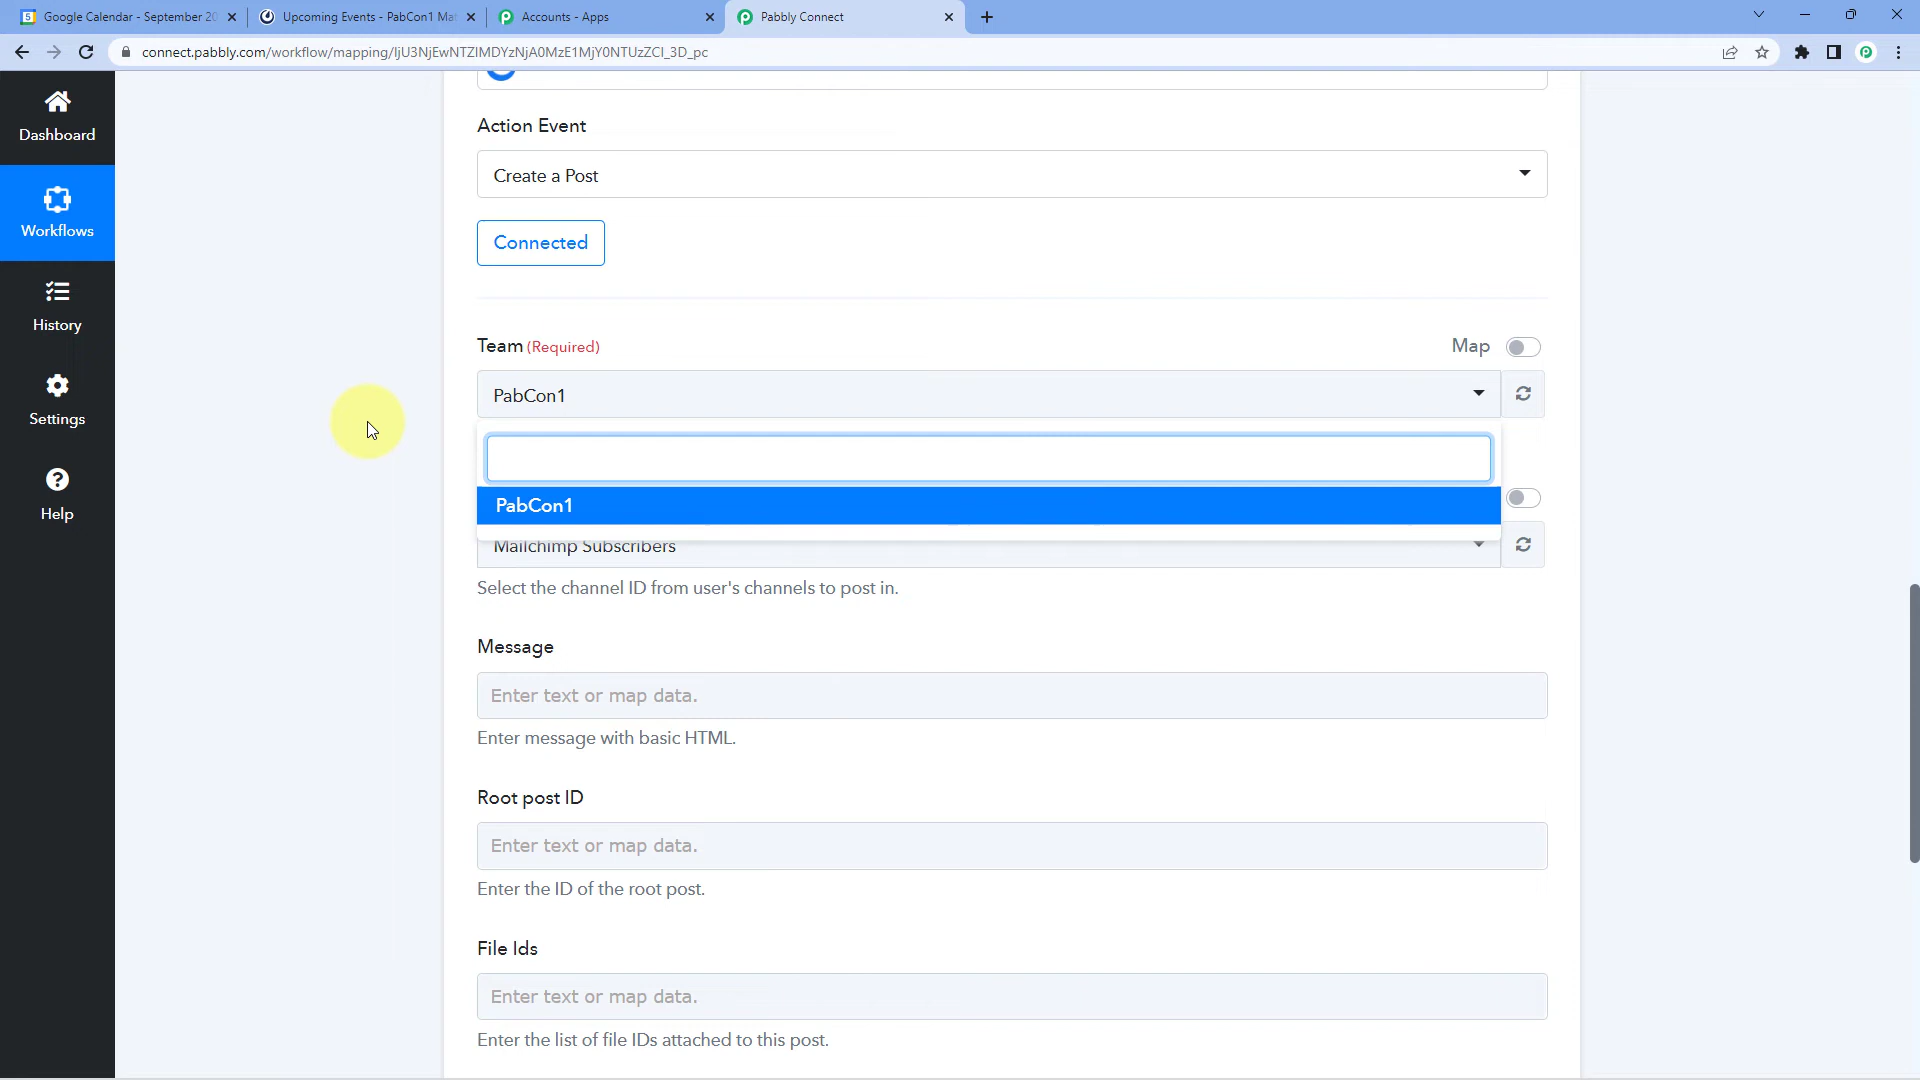 Google Calendar - September 20
Upcoming Events - PabCon1 Mat
Accounts - Apps
Pabbly Connect
connect.pabbly.com/workflow/mapping/IjU3NjEwNTZlMDYzNjA0MzE1MjY0NTUzZCI_3D_pc
Dashboard
Workflows
History
Settings
Help
Action Event
Create a Post
Connected
Team (Required)
Map
PabCon1
PabCon1
Mailchimp Subscribers
Select the channel ID from user's channels to post in.
Message
Enter text or map data.
Enter message with basic HTML.
Root post ID
Enter text or map data.
Enter the ID of the root post.
File Ids
Enter text or map data.
Enter the list of file IDs attached to this post.